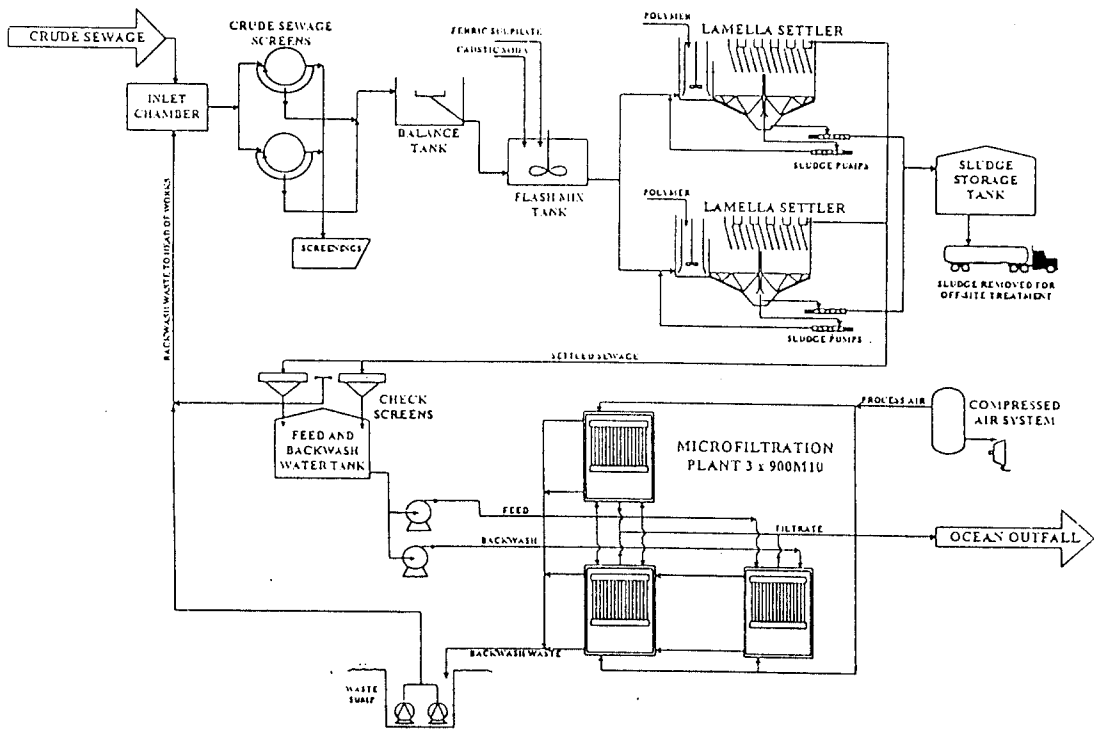 CRUDE SEWAGE
CRUDE SEWAGE
SCREENS
INLET
CHAMBER
SCREENINGS
BALANCE
TANK
FERRIC SULPHATE
CAUSTIC SODA
FLASH MIX
TANK
POLYMER
LAMELLA SETTLER
SLUDGE PUMPS
POLYMER
LAMELLA SETTLER
SLUDGE PUMPS
SLUDGE
STORAGE
TANK
SLUDGE REMOVED FOR
OFF-SITE TREATMENT
BACKWASH WASTE TO HEAD OF WORKS
SETTLED SEWAGE
CHECK
SCREENS
FEED AND
BACKWASH
WATER TANK
FEED
BACKWASH
MICROFILTRATION
PLANT 3 x 900M10
PROCESS AIR
COMPRESSED
AIR SYSTEM
FILTRATE
OCEAN OUTFALL
BACKWASH WASTE
WASTE
SUMP